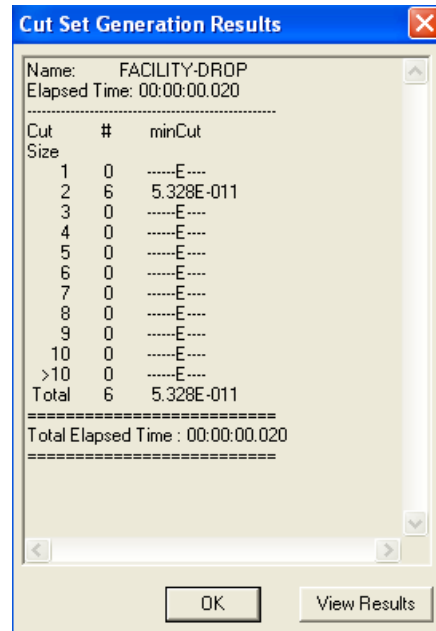 Cut Set Generation Results
Name: FACILITY-DROP
Elapsed Time: 00:00:00.020
------------------------------------------------
Cut # minCut
Size
1 0 ------E----
2 6 5.328E-011
3 0 ------E----
4 0 ------E----
5 0 ------E----
6 0 ------E----
7 0 ------E----
8 0 ------E----
9 0 ------E----
10 0 ------E----
>10 0 ------E----
Total 6 5.328E-011
===========================
Total Elapsed Time : 00:00:00.020
===========================
OK View Results